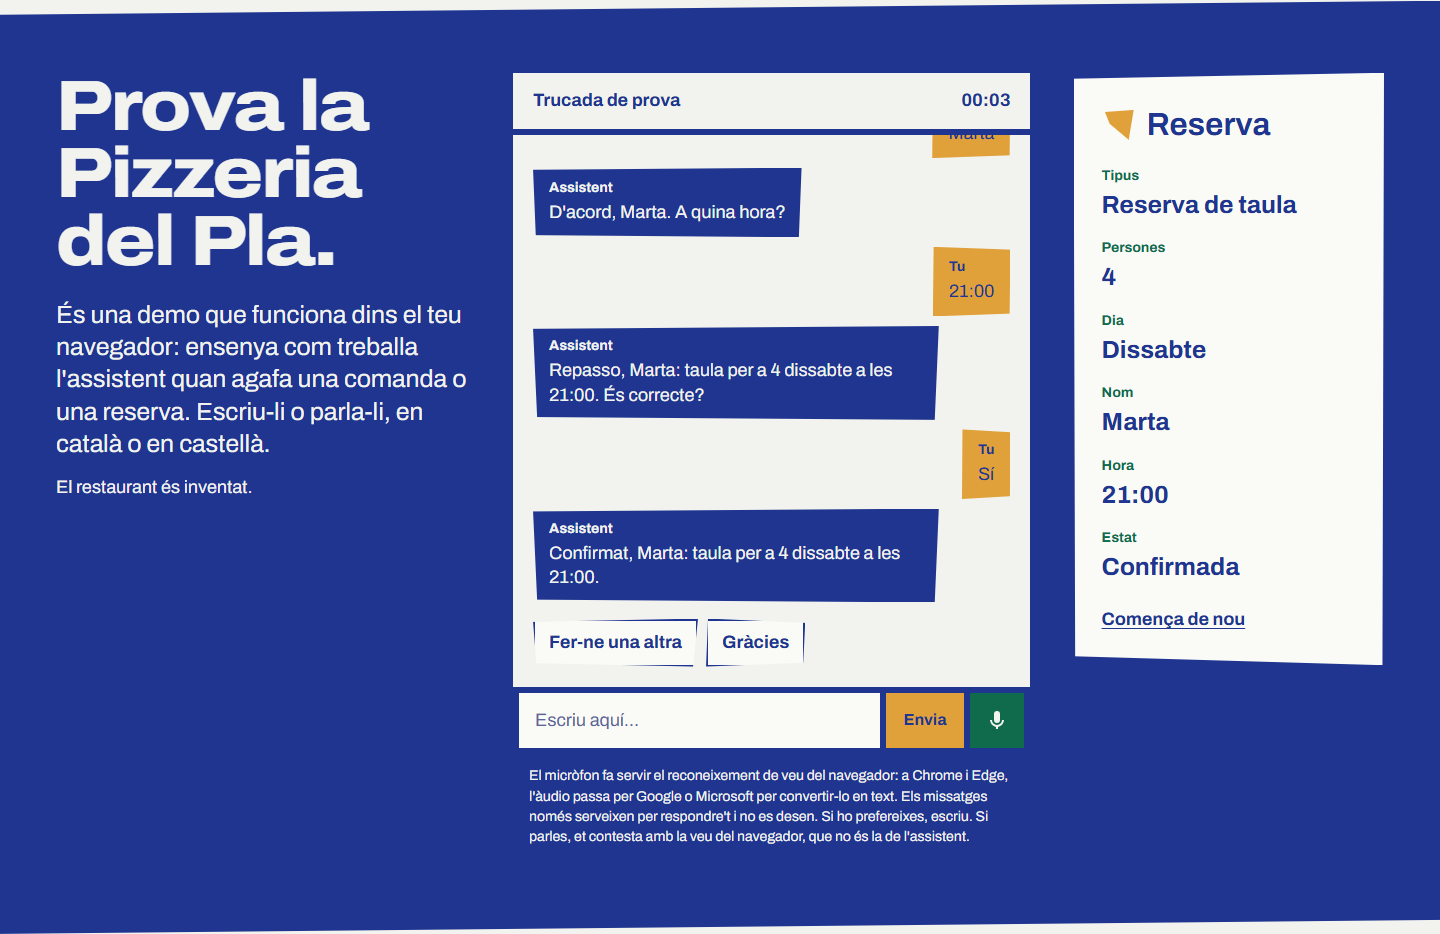 Prova la
Pizzeria
del Pla.
És una demo que funciona dins el teu
navegador: ensenya com treballa
l'assistent quan agafa una comanda o
una reserva. Escriu-li o parla-li, en
català o en castellà.
El restaurant és inventat.
Trucada de prova
00:03
Marta
Assistent
D'acord, Marta. A quina hora?
Tu
21:00
Assistent
Repasso, Marta: taula per a 4 dissabte a les
21:00. És correcte?
Tu
Sí
Assistent
Confirmat, Marta: taula per a 4 dissabte a les
21:00.
Fer-ne una altra
Gràcies
Escriu aquí...
Envia
El micròfon fa servir el reconeixement de veu del navegador: a Chrome i Edge,
l'àudio passa per Google o Microsoft per convertir-lo en text. Els missatges
només serveixen per respondre't i no es desen. Si ho prefereixes, escriu. Si
parles, et contesta amb la veu del navegador, que no és la de l'assistent.
Reserva
Tipus
Reserva de taula
Persones
4
Dia
Dissabte
Nom
Marta
Hora
21:00
Estat
Confirmada
Comença de nou